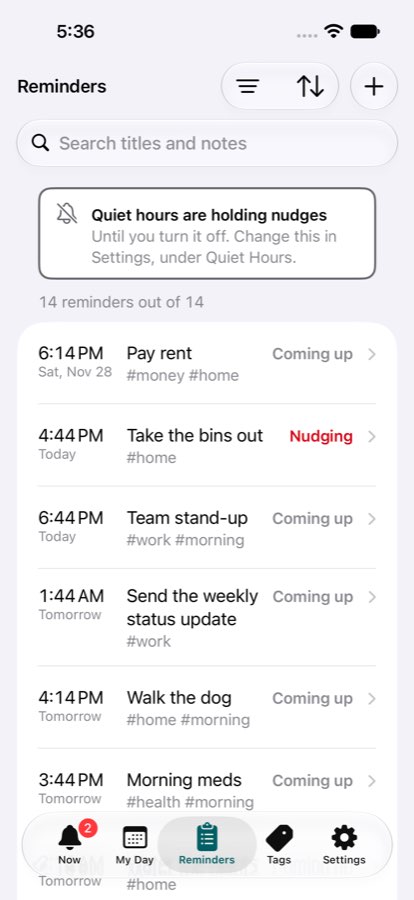 5:36
Reminders
Search titles and notes
Quiet hours are holding nudges
Until you turn it off. Change this in
Settings, under Quiet Hours.
14 reminders out of 14
6:14 PM Pay rent Coming up
Sat, Nov 28 #money #home
4:44 PM Take the bins out Nudging
Today #home
6:44 PM Team stand-up Coming up
Today #work #morning
1:44 AM Send the weekly Coming up
Tomorrow status update
#work
4:14 PM Walk the dog Coming up
Tomorrow #home #morning
3:44 PM Morning meds Coming up
Tomorrow #health #morning
2
Now My Day Reminders Tags Settings
Tomorrow #home